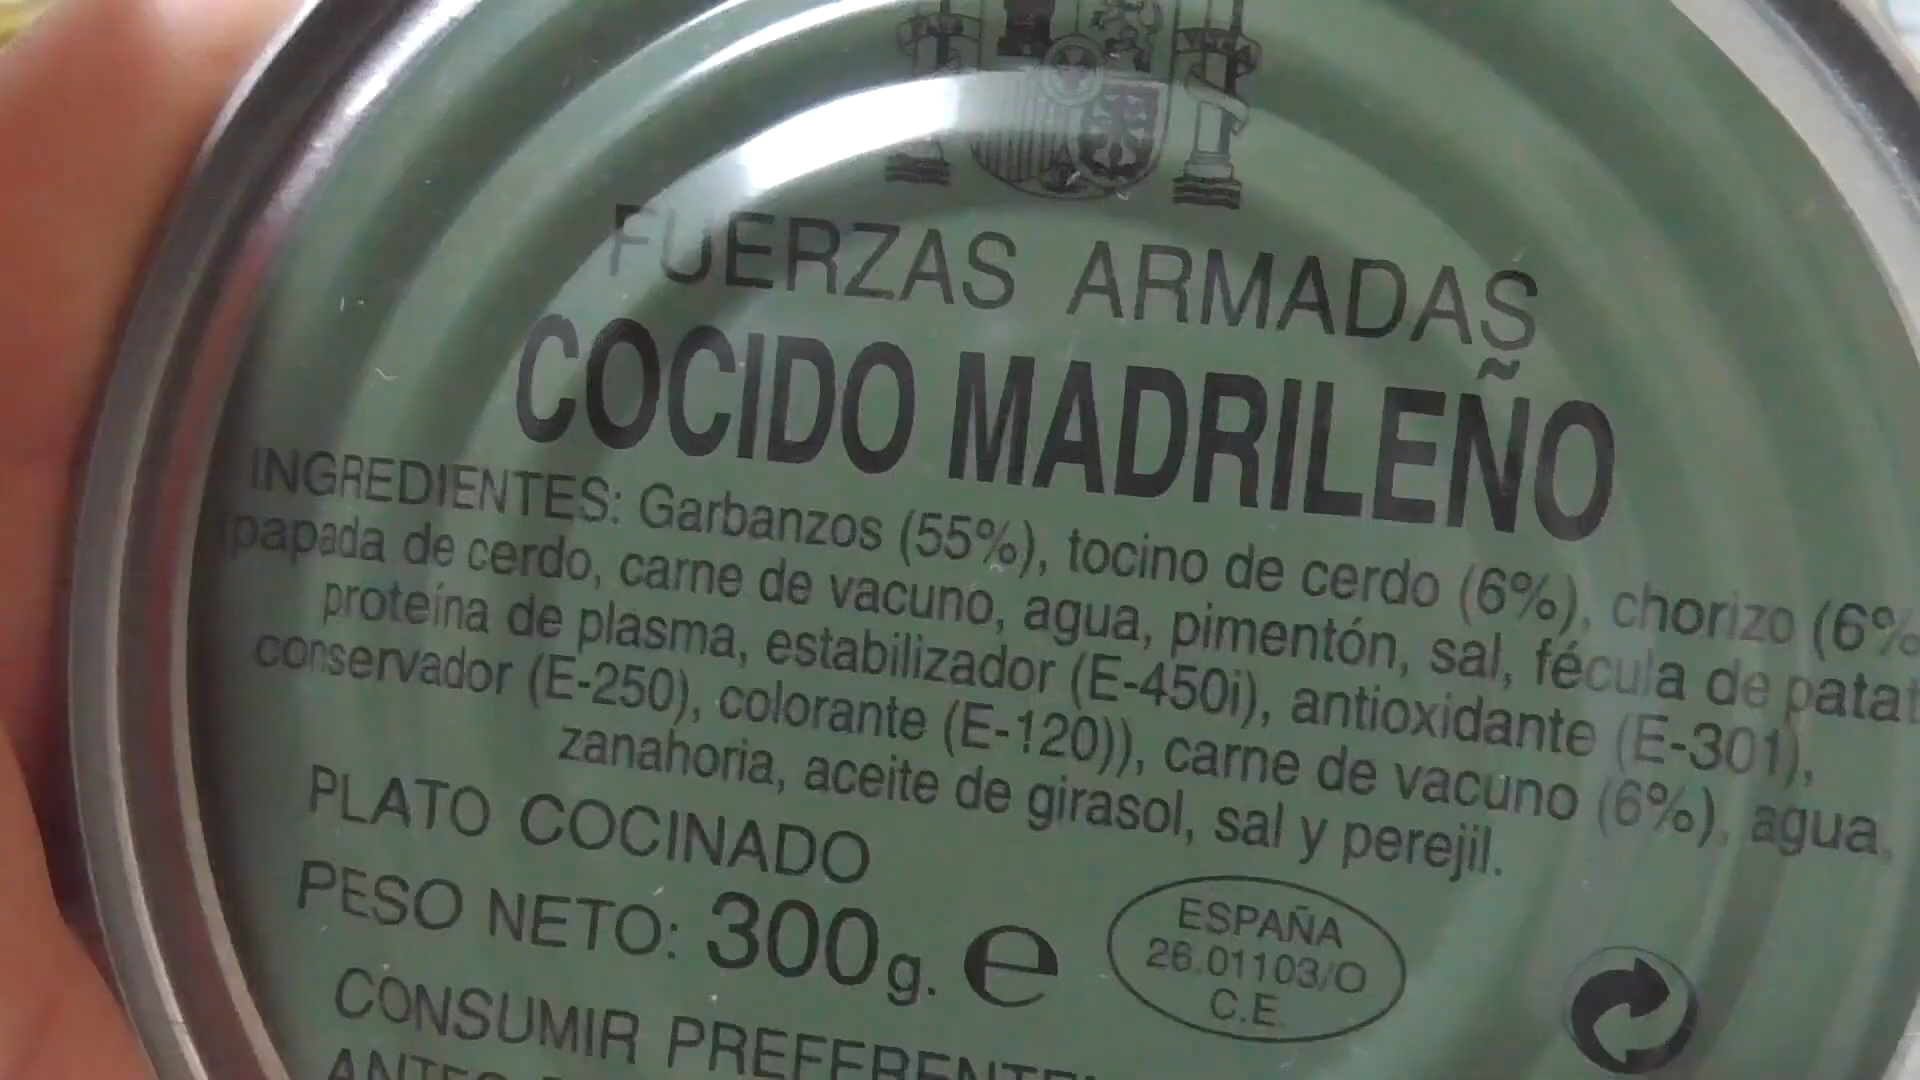 FUERZAS ARMADAS
COCIDO MADRILEÑO
INGREDIENTES: Garbanzos (55%), tocino de cerdo (6%), chorizo (6%
(papada de cerdo, carne de vacuno, agua, pimentón, sal, fécula de patat
proteína de plasma, estabilizador (E-450i), antioxidante (E-301),
conservador (E-250), colorante (E-120)), carne de vacuno (6%), agua,
zanahoria, aceite de girasol, sal y perejil.
PLATO COCINADO
PESO NETO: 300g. e
ESPAÑA
26.01103/O
C.E.
CONSUMIR